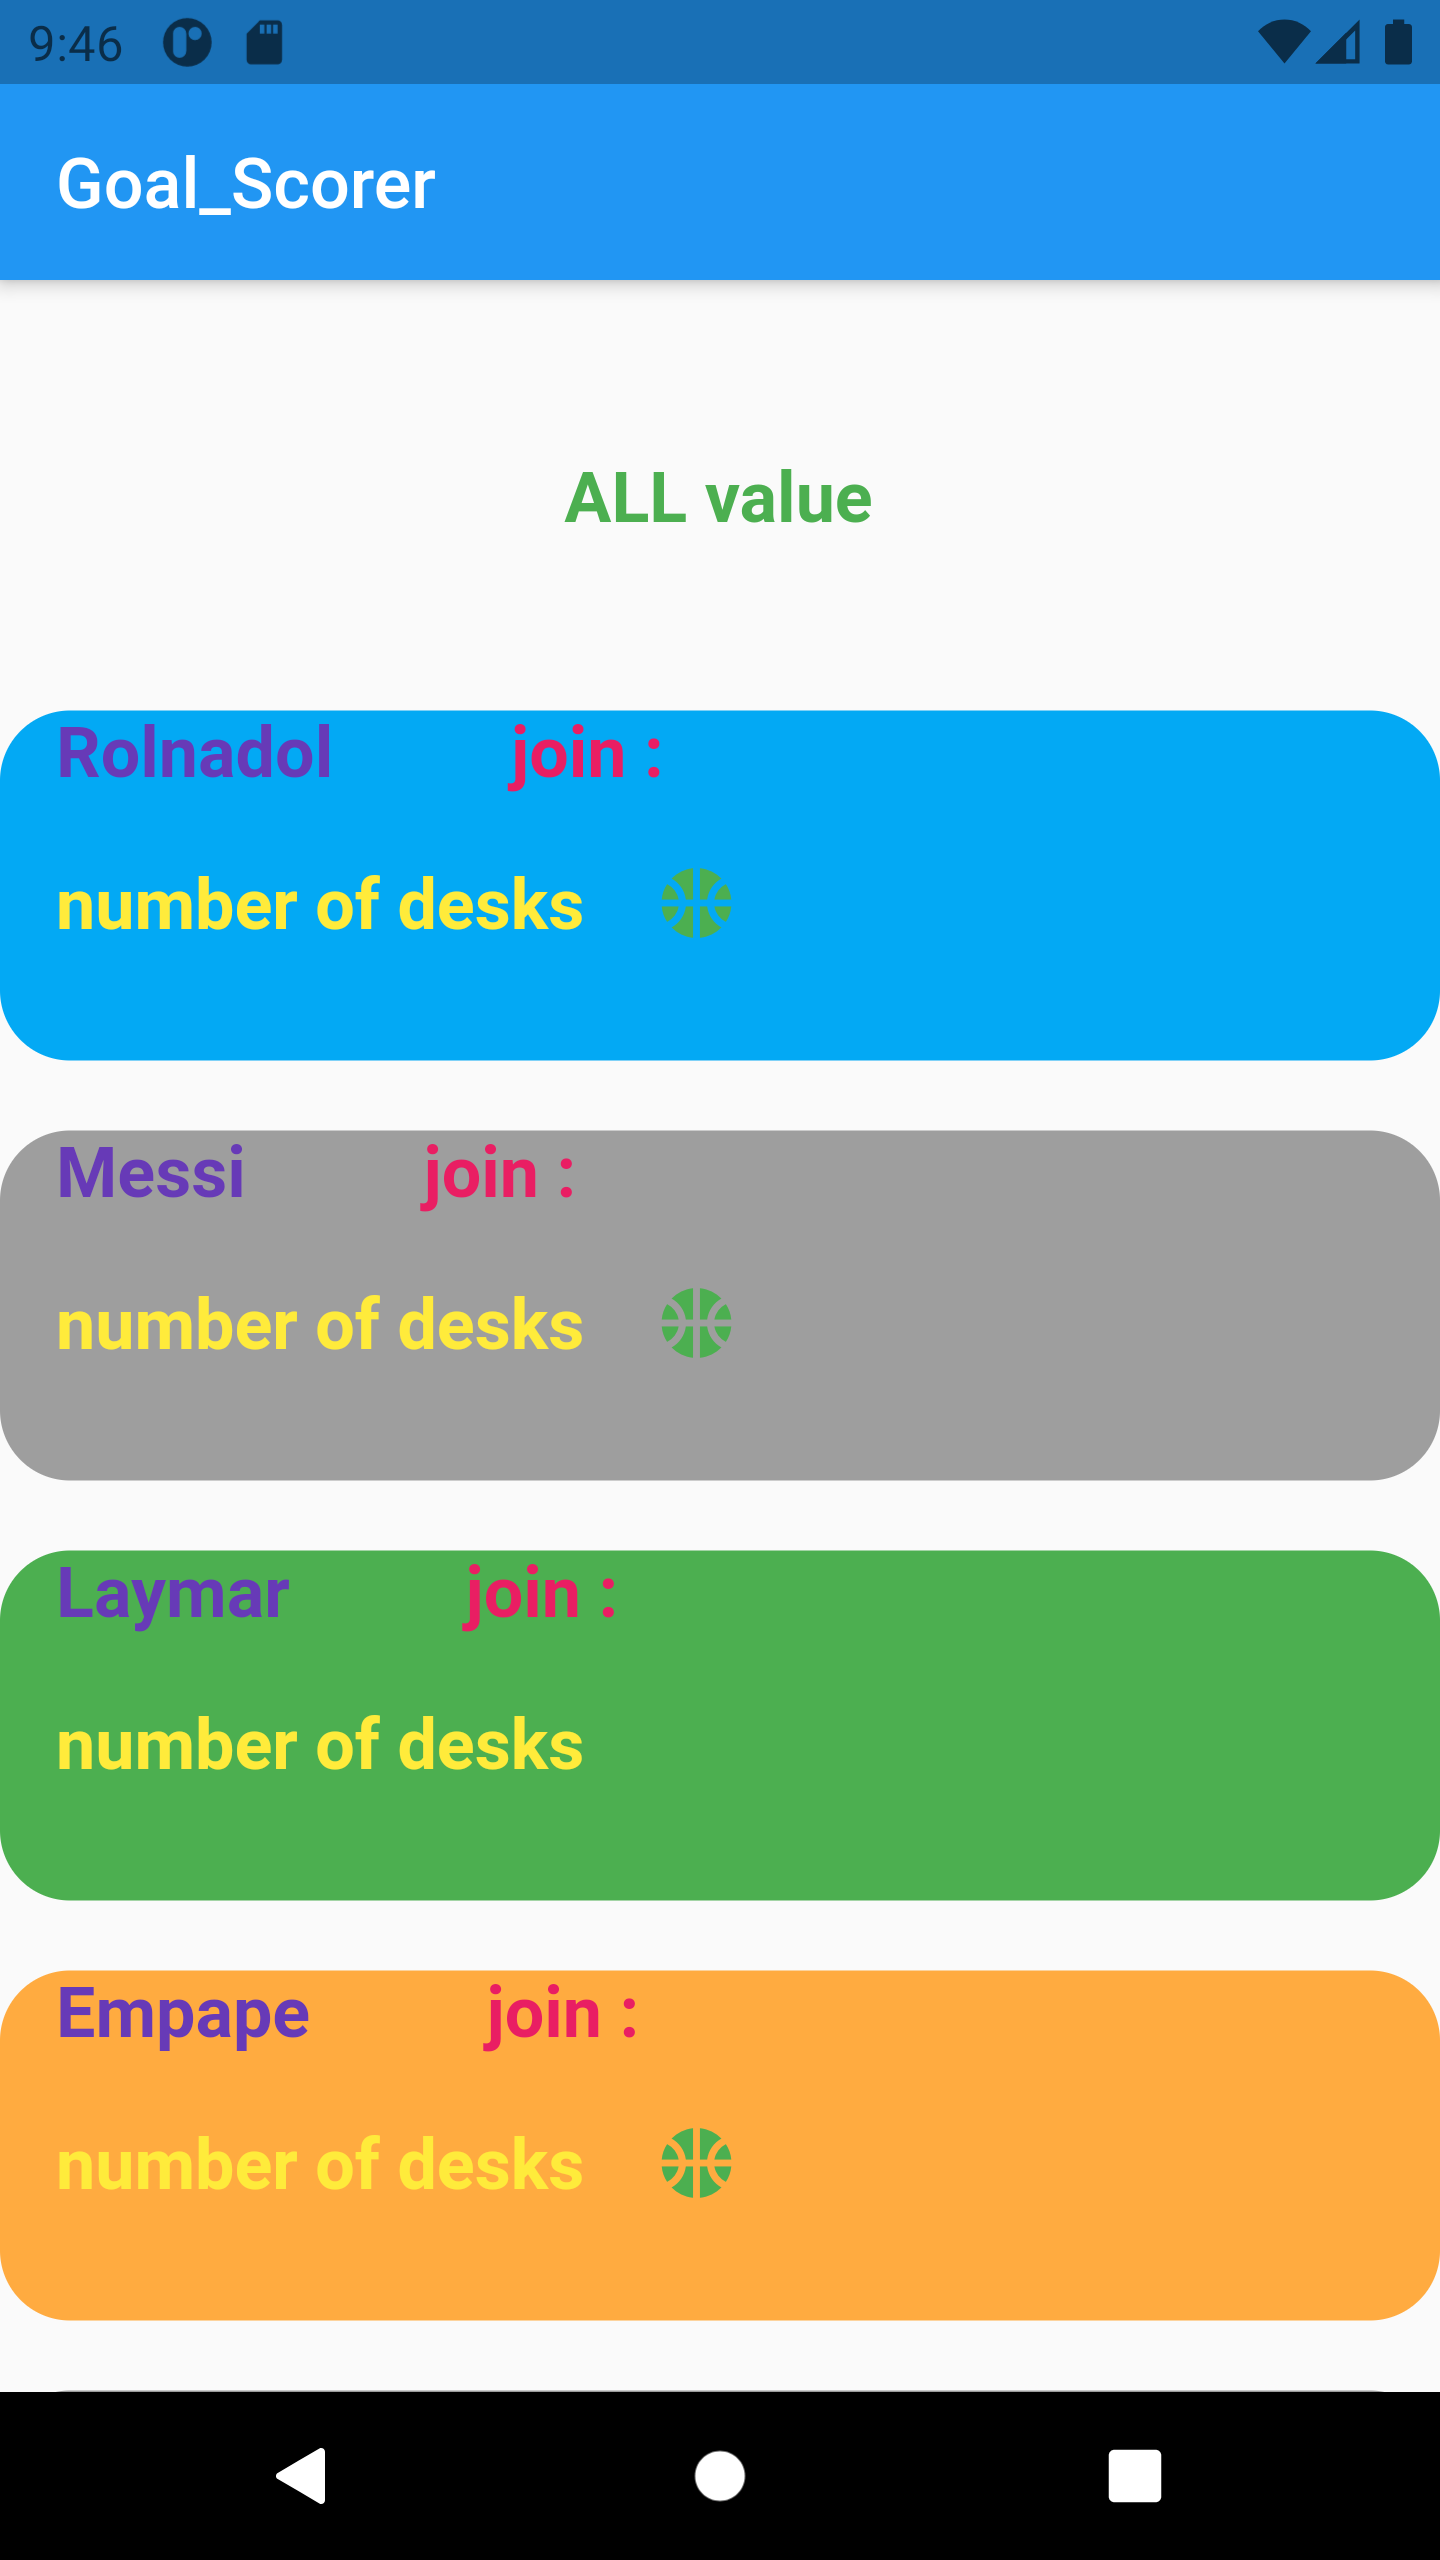 9:46
Goal_Scorer
ALL value
Rolnadol join :
number of desks
Messi join :
number of desks
Laymar join :
number of desks
Empape join :
number of desks